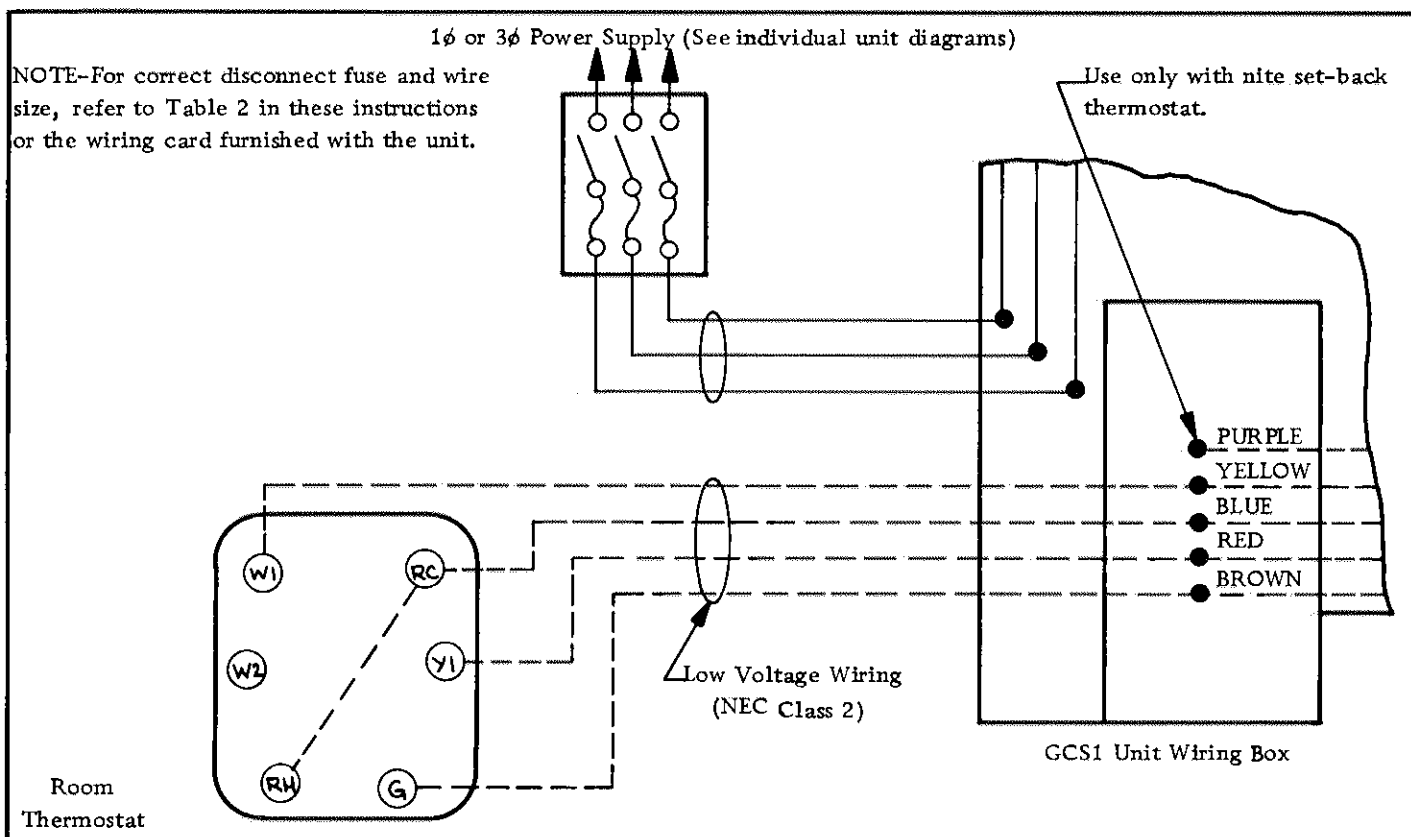 1ø or 3ø Power Supply (See individual unit diagrams)
NOTE-For correct disconnect fuse and wire
size, refer to Table 2 in these instructions
or the wiring card furnished with the unit.
Use only with nite set-back
thermostat.
PURPLE
YELLOW
BLUE
RED
BROWN
W1
RC
W2
Y1
RH
G
Low Voltage Wiring
(NEC Class 2)
GCS1 Unit Wiring Box
Room
Thermostat